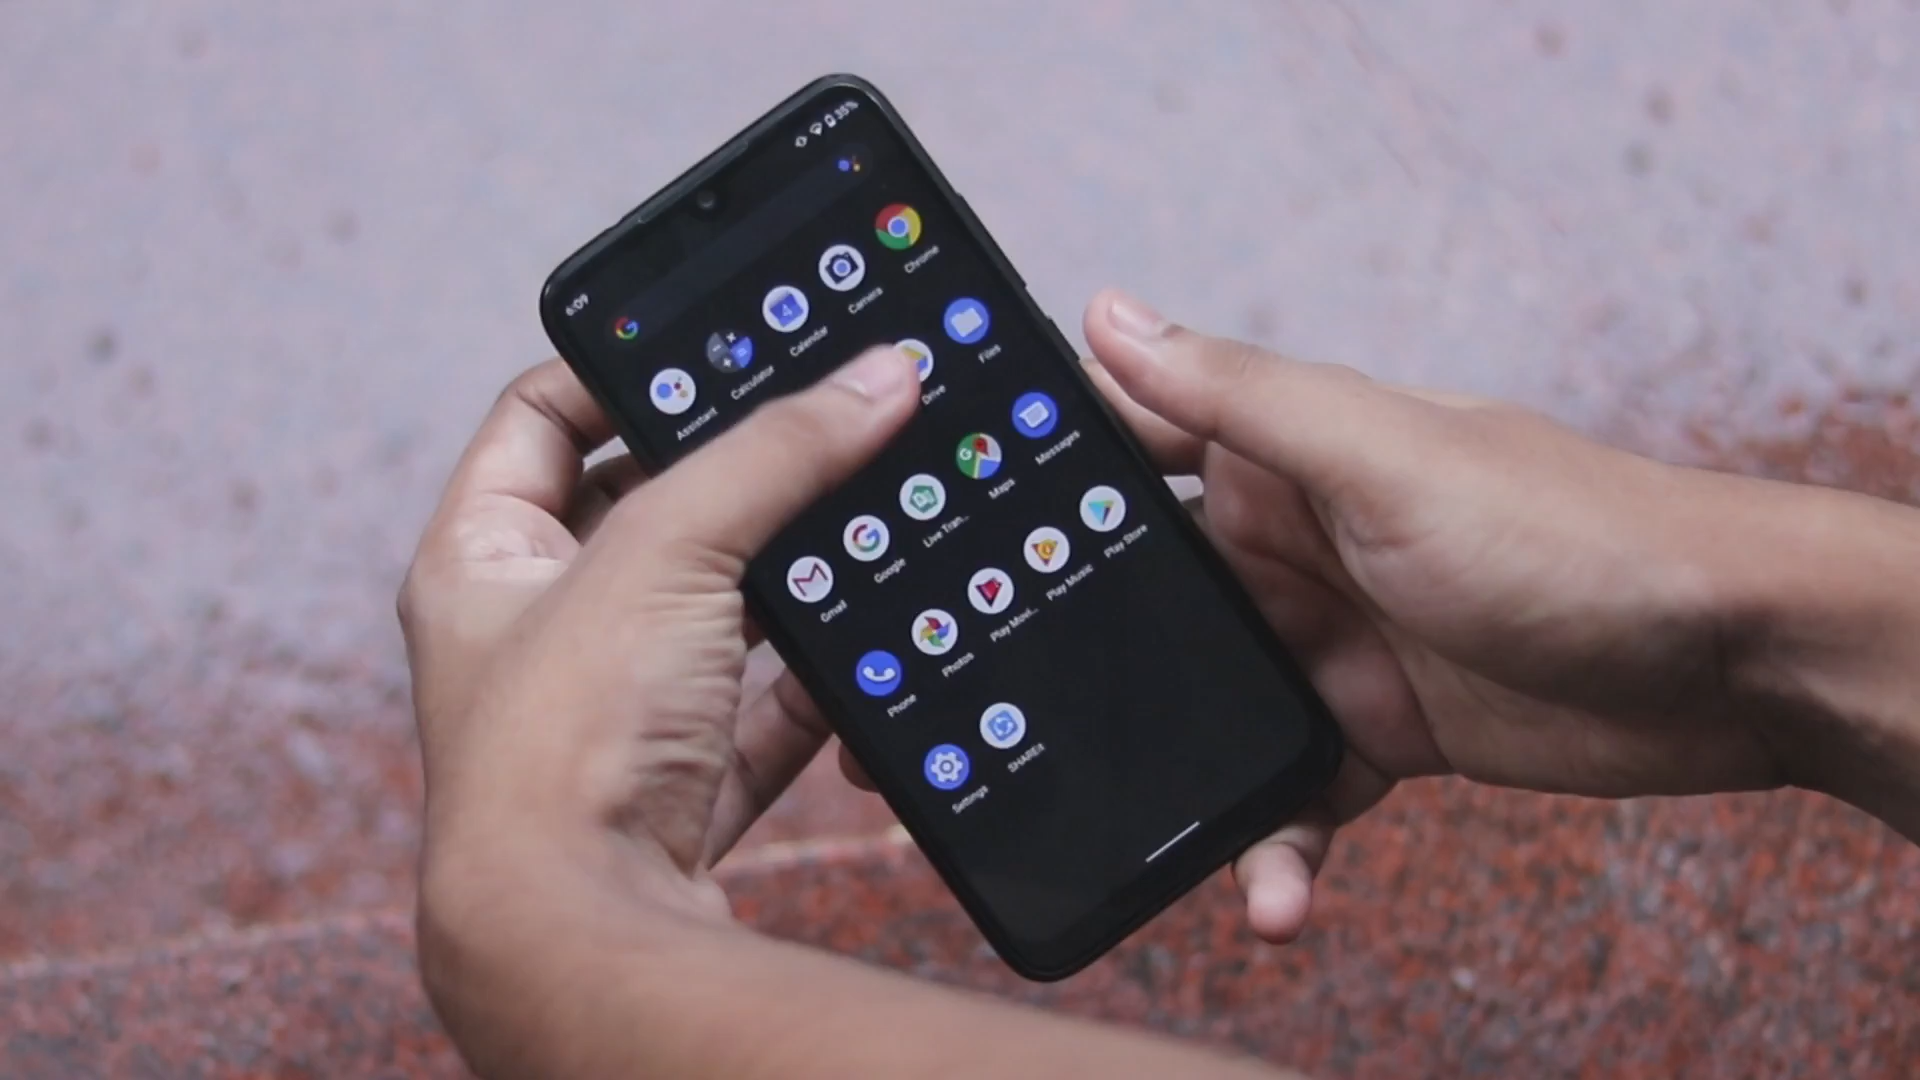 6:09 35%
Assistant Calculator Calendar Camera Chrome
Drive Files
Gmail Google Live Tran... Maps Messages
Phone Photos Play Movi... Play Music Play Store
Settings SHAREit